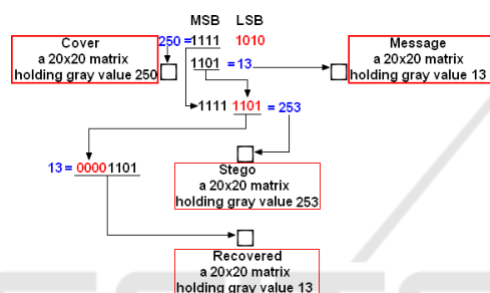 MSB LSB
Cover
a 20x20 matrix
holding gray value 250
250 = 1111 1010
1101 = 13
Message
a 20x20 matrix
holding gray value 13
1111 1101 = 253
13 = 0000 1101
Stego
a 20x20 matrix
holding gray value 253
Recovered
a 20x20 matrix
holding gray value 13